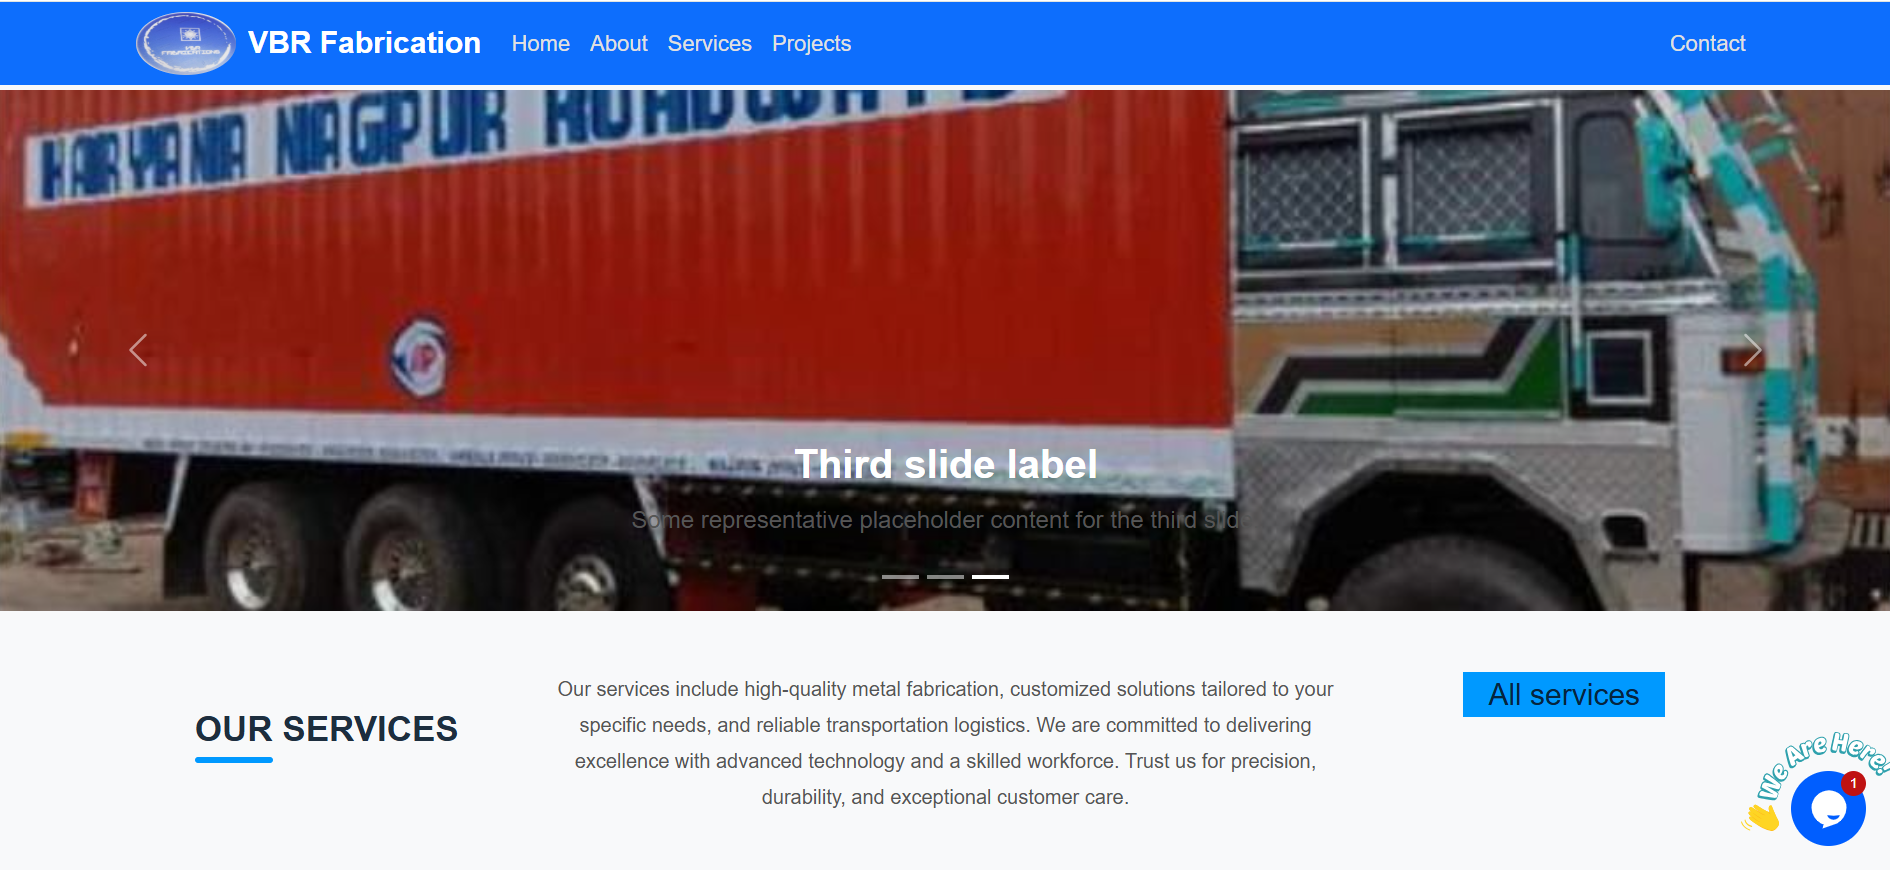 VBR
FABRICATIONS
VBR Fabrication
Home
About
Services
Projects
Contact
HARYANA NAGPUR ROADWAYS
Third slide label
Some representative placeholder content for the third slide
OUR SERVICES
Our services include high-quality metal fabrication, customized solutions tailored to your
specific needs, and reliable transportation logistics. We are committed to delivering
excellence with advanced technology and a skilled workforce. Trust us for precision,
durability, and exceptional customer care.
All services
We Are Here!
1